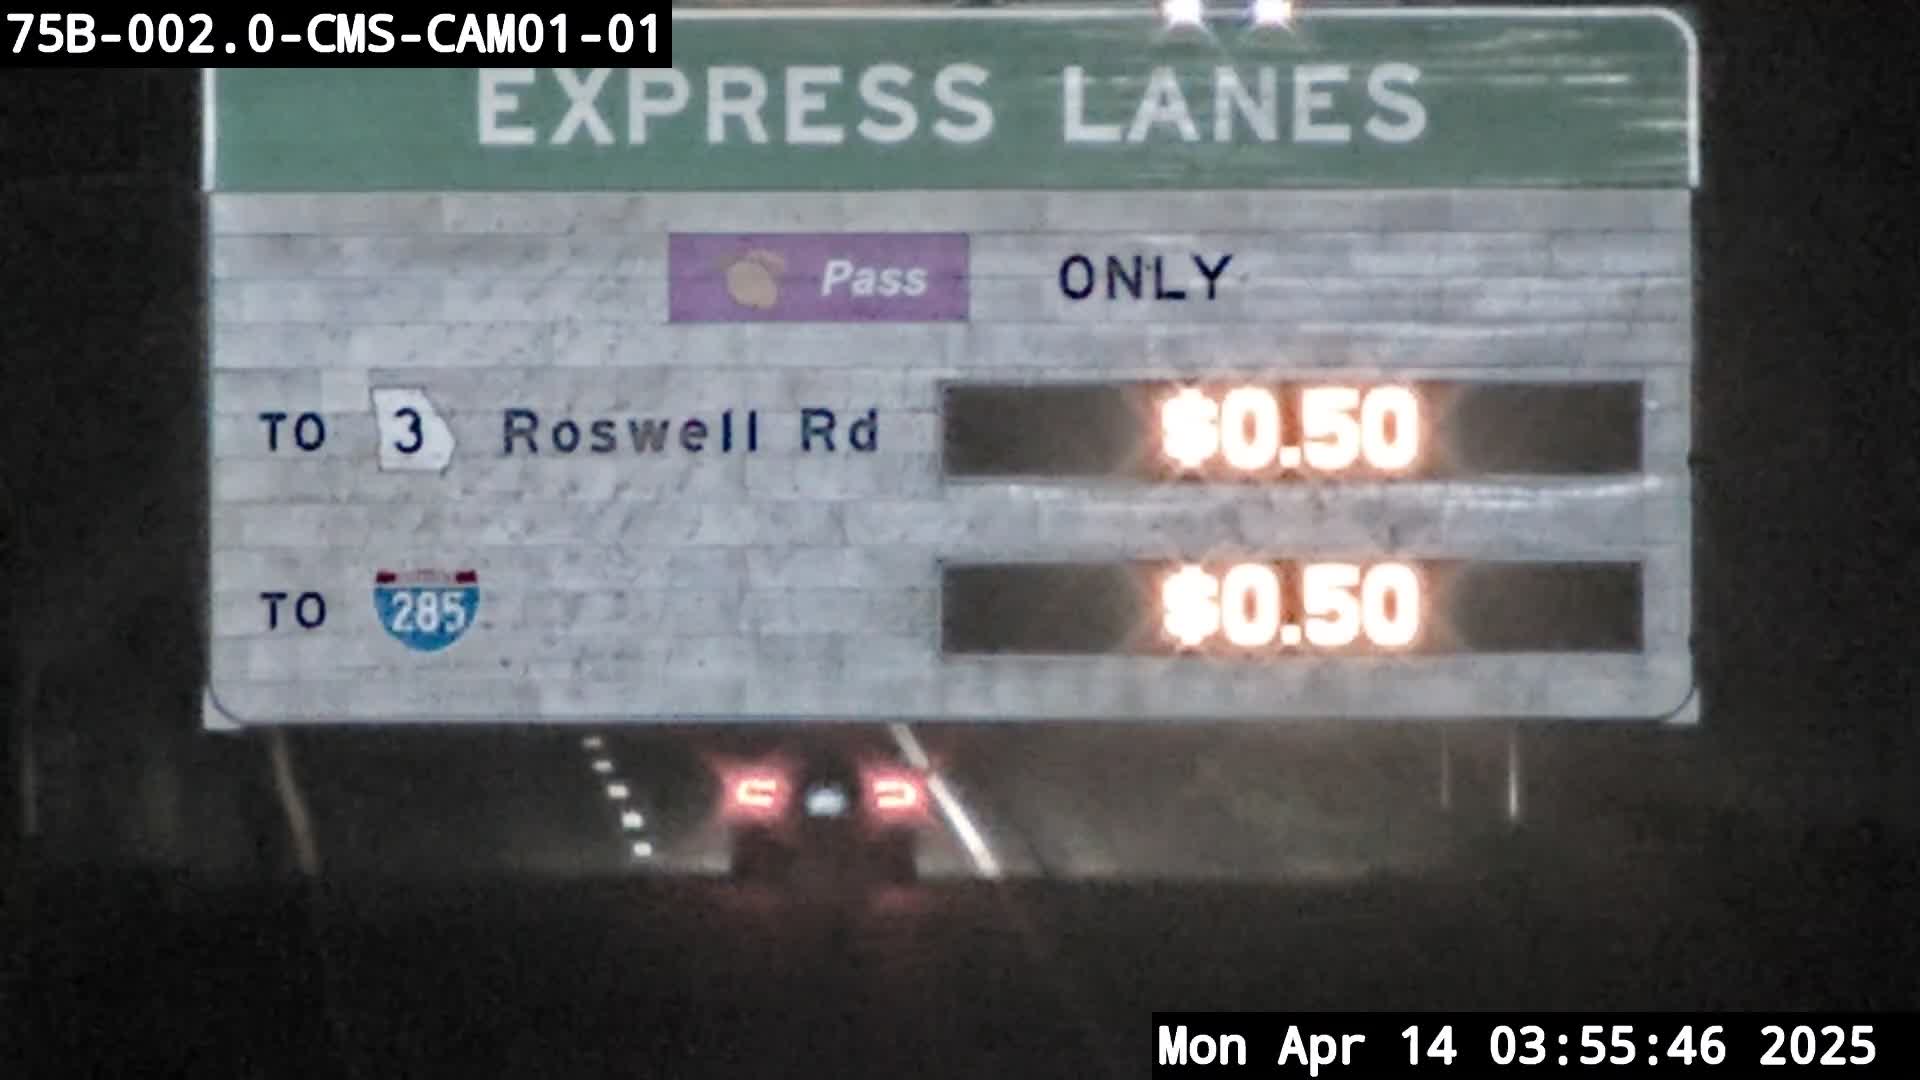 75B-002.0-CMS-CAM01-01
EXPRESS LANES
Pass ONLY
TO 3 Roswell Rd $0.50
TO 285 $0.50
Mon Apr 14 03:55:46 2025